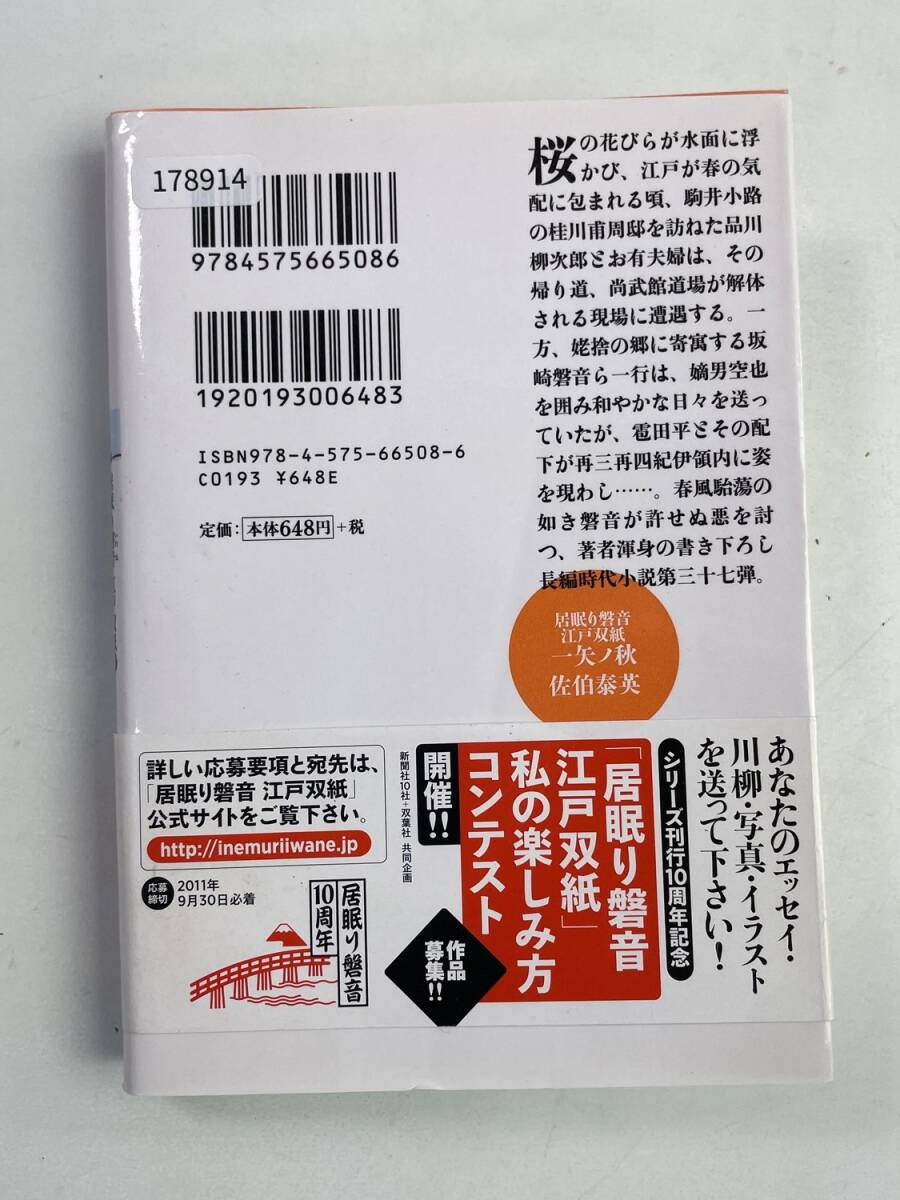 178914
9784575665086
1920193006483
ISBN978-4-575-66508-6
C0193 ¥648E
定価:本体648円+税
桜の花びらが水面に浮
かび、江戸が春の気
配に包まれる頃、駒井小路
の桂川甫周邸を訪ねた品川
柳次郎とお有夫婦は、その
帰り道、尚武館道場が解体
される現場に遭遇する。一
方、姥捨の郷に寄寓する坂
崎磐音ら一行は、嫡男空也
を囲み和やかな日々を送っ
ていたが、雹田平とその配
下が再三再四紀伊領内に姿
を現わし……。春風駘蕩の
如き磐音が許せぬ悪を討
つ、著者渾身の書き下ろし
長編時代小説第三十七弾。
居眠り磐音
江戸双紙
一矢ノ秋
佐伯泰英
あなたのエッセイ・
川柳・写真・イラスト
を送って下さい!
シリーズ刊行10周年記念
「居眠り磐音
江戸双紙」
私の楽しみ方
コンテスト
開催!!
新聞社10社+双葉社 共同企画
作品
募集!!
詳しい応募要項と宛先は、
「居眠り磐音 江戸双紙」
公式サイトをご覧下さい。
http://inemuriiwane.jp
応募
締切
2011年
9月30日必着
居眠り磐音
10周年